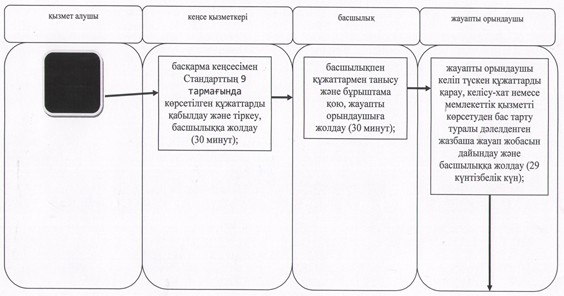 қызмет алушы
кеңсе қызметкері
басшылық
жауапты орындаушы
басқарма кеңсесімен
Стандарттың 9
тармағында
көрсетілген құжаттарды
қабылдау және тіркеу,
басшылыққа жолдау
(30 минут);
басшылықпен
құжаттармен танысу
және бұрыштама
қою, жауапты
орындаушыға
жолдау (30 минут);
жауапты орындаушы
келіп түскен құжаттарды
қарау, келісу-хат немесе
мемлекеттік қызметті
көрсетуден бас тарту
туралы дәлелденген
жазбаша жауап жобасын
дайындау және
басшылыққа жолдау (29
күнтізбелік күн);